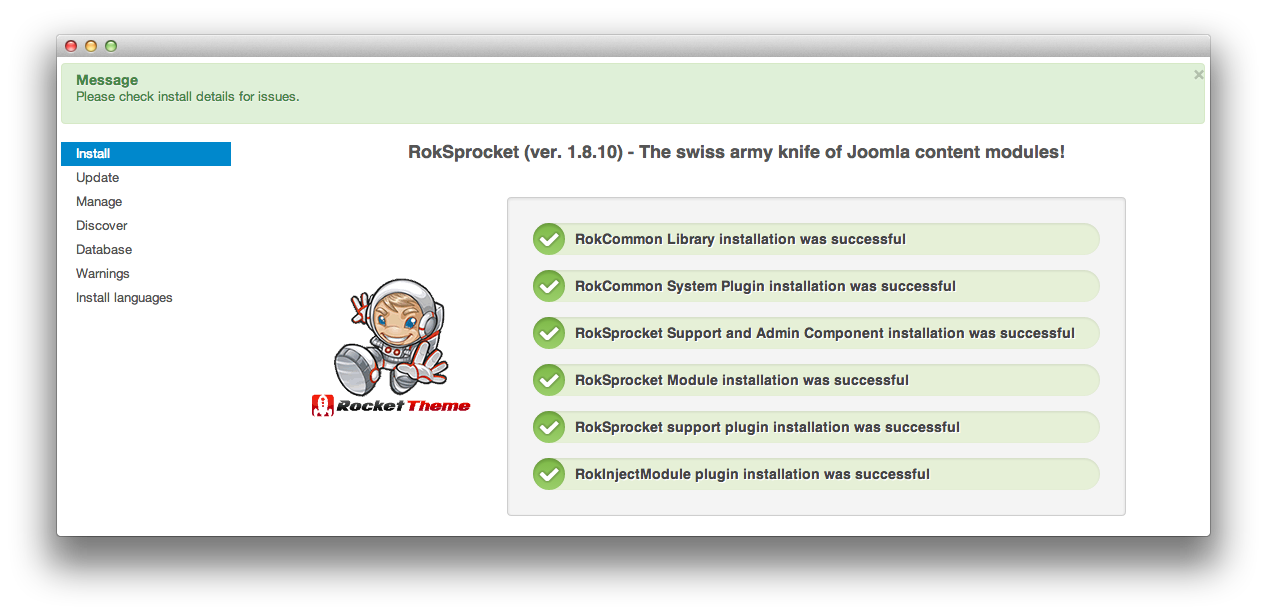 Message
Please check install details for issues.
Install
Update
Manage
Discover
Database
Warnings
Install languages
RokSprocket (ver. 1.8.10) - The swiss army knife of Joomla content modules!
RocketTheme
RokCommon Library installation was successful
RokCommon System Plugin installation was successful
RokSprocket Support and Admin Component installation was successful
RokSprocket Module installation was successful
RokSprocket support plugin installation was successful
RokInjectModule plugin installation was successful